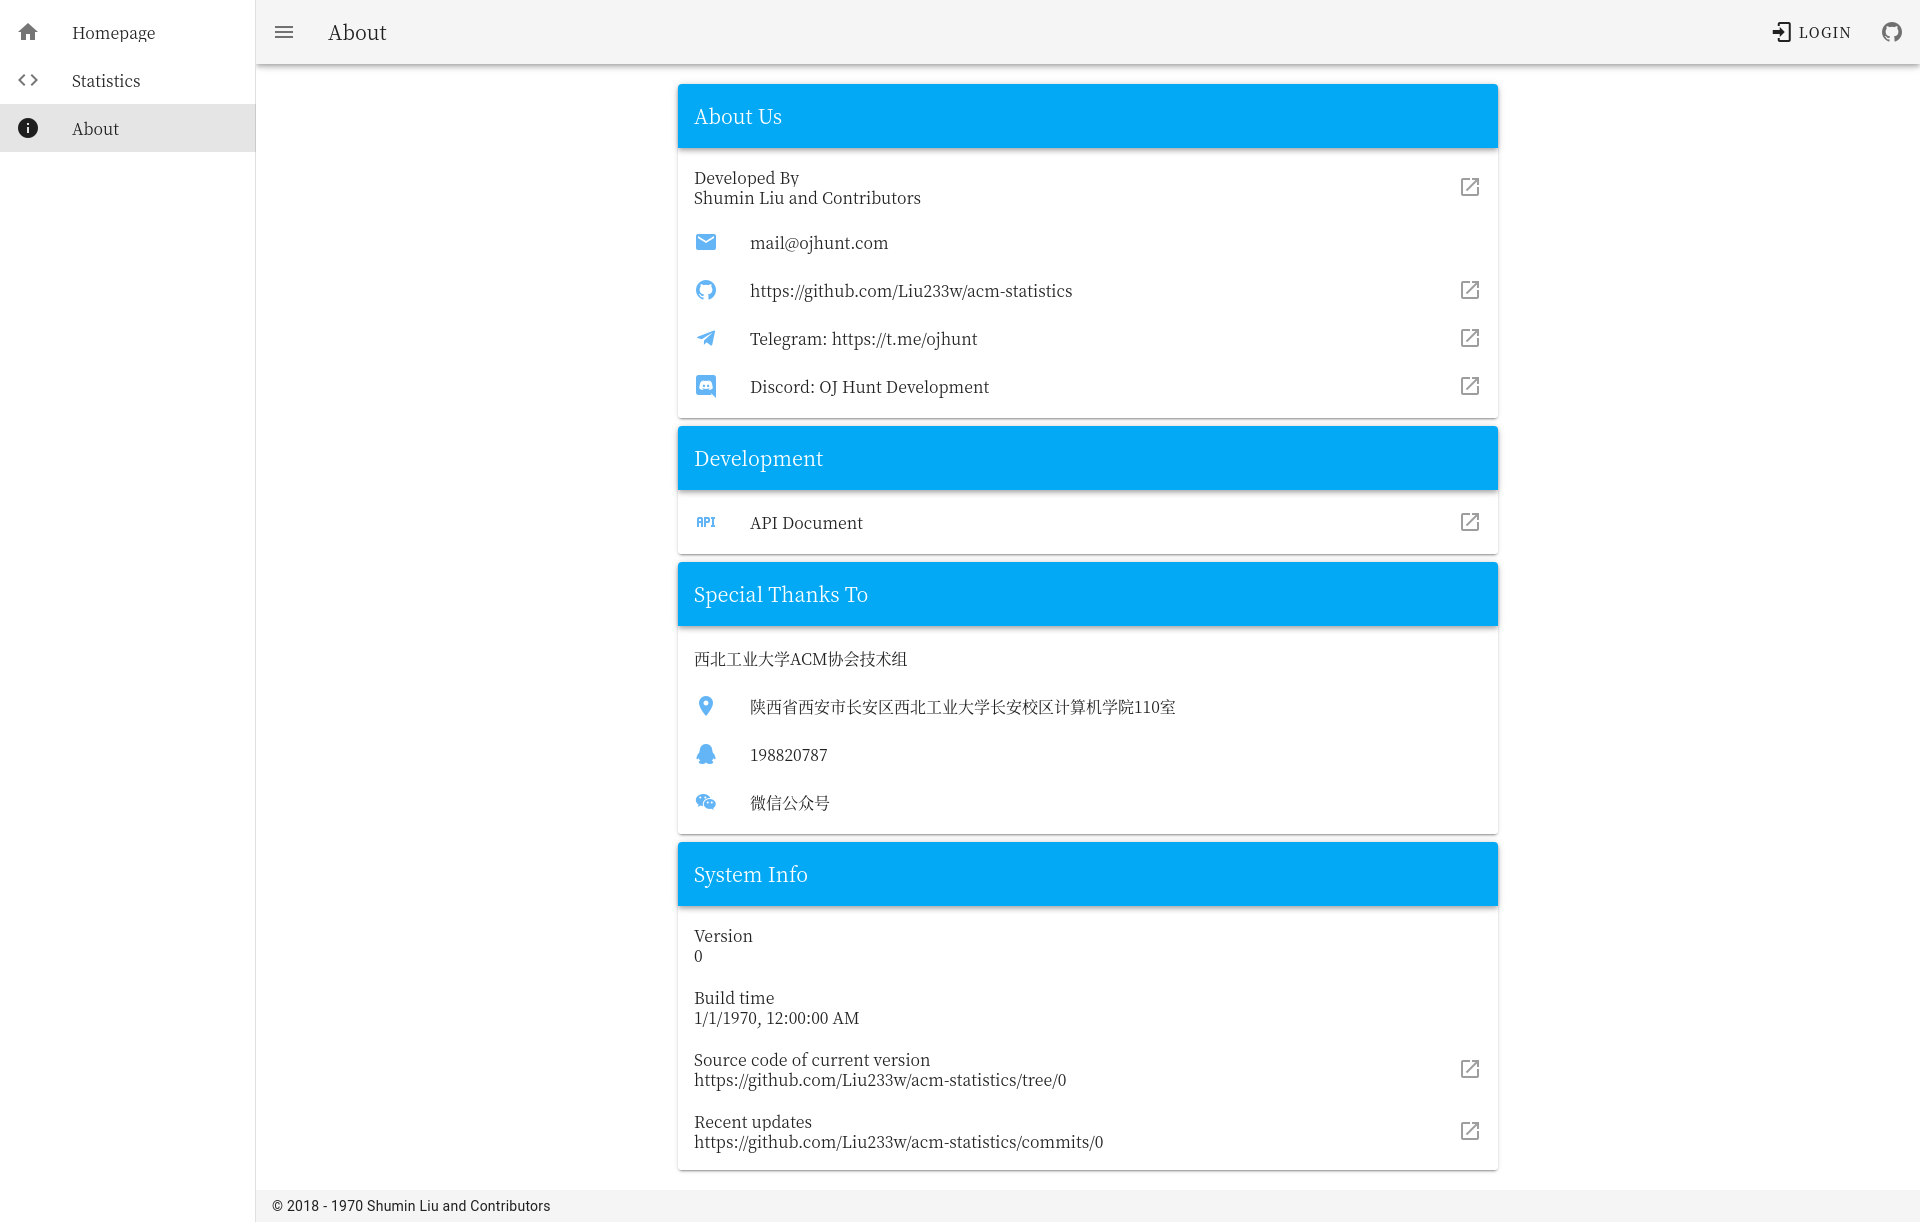 Homepage
Statistics
About
About
LOGIN
About Us
Developed By
Shumin Liu and Contributors
mail@ojhunt.com
https://github.com/Liu233w/acm-statistics
Telegram: https://t.me/ojhunt
Discord: OJ Hunt Development
Development
API
API Document
Special Thanks To
西北工业大学ACM协会技术组
陕西省西安市长安区西北工业大学长安校区计算机学院110室
198820787
微信公众号
System Info
Version
0
Build time
1/1/1970, 12:00:00 AM
Source code of current version
https://github.com/Liu233w/acm-statistics/tree/0
Recent updates
https://github.com/Liu233w/acm-statistics/commits/0
© 2018 - 1970 Shumin Liu and Contributors